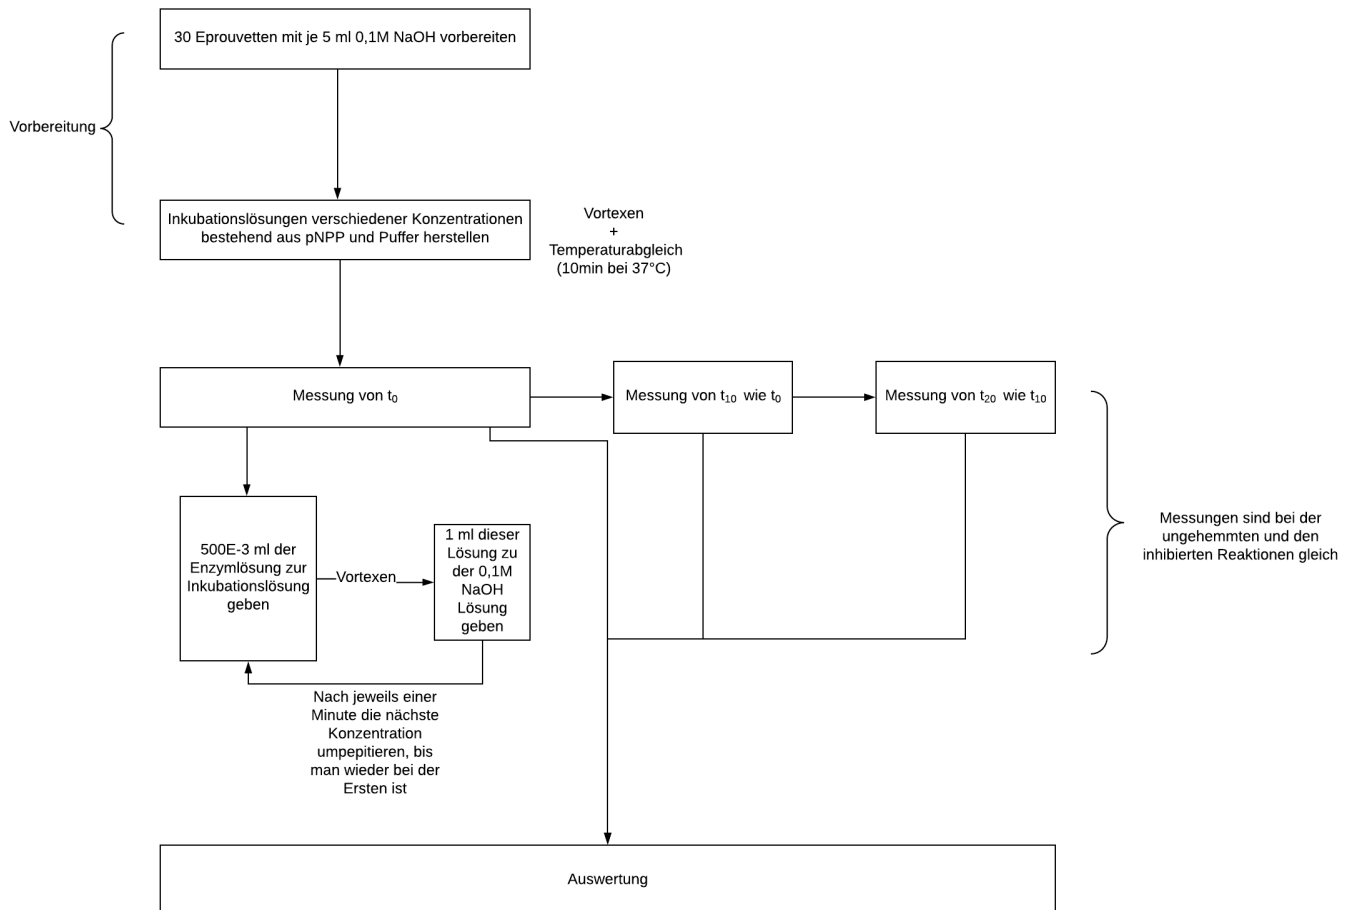 30 Eprouvetten mit je 5 ml 0,1M NaOH vorbereiten
Vorbereitung
Inkubationslösungen verschiedener Konzentrationen
bestehend aus pNPP und Puffer herstellen
Vortexen
+
Temperaturabgleich
(10min bei 37°C)
Messung von t₀
Messung von t₁₀ wie t₀
Messung von t₂₀ wie t₁₀
500E-3 ml der
Enzymlösung zur
Inkubationslösung
geben
Vortexen
1 ml dieser
Lösung zu
der 0,1M
NaOH
Lösung
geben
Messungen sind bei der
ungehemmten und den
inhibierten Reaktionen gleich
Nach jeweils einer
Minute die nächste
Konzentration
umpepitieren, bis
man wieder bei der
Ersten ist
Auswertung